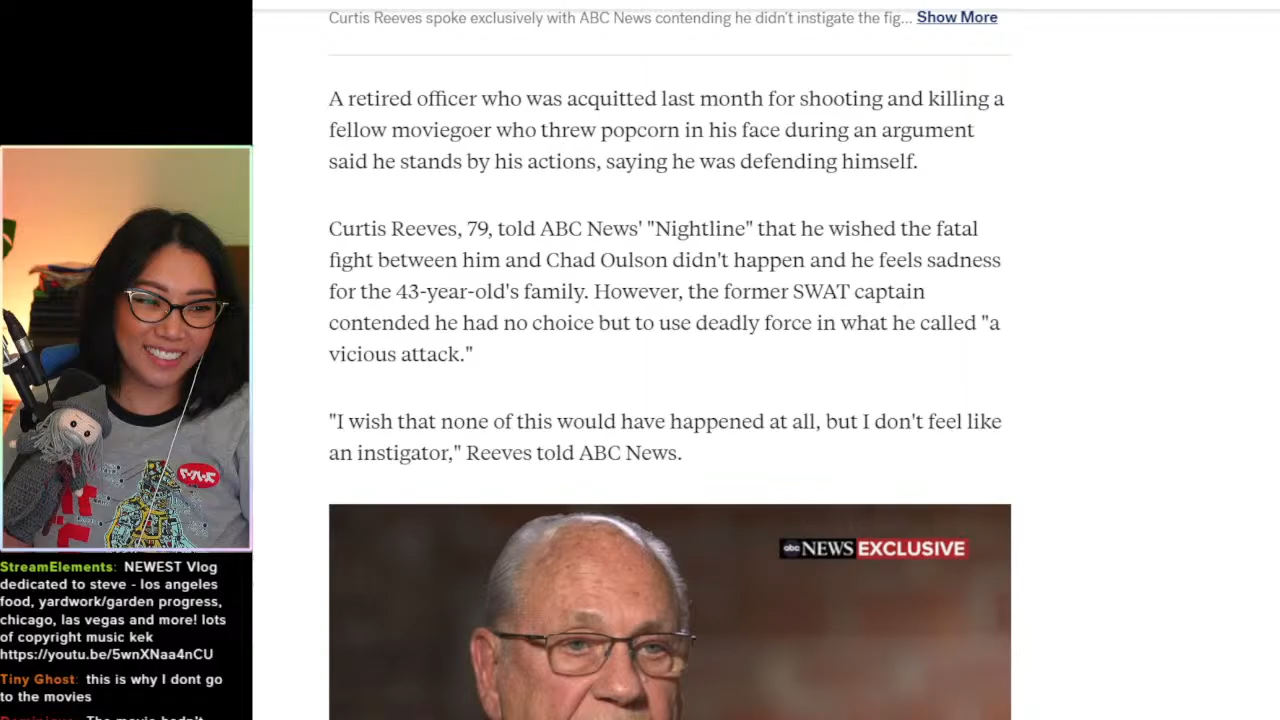 Curtis Reeves spoke exclusively with ABC News contending he didn't instigate the fig... Show More
A retired officer who was acquitted last month for shooting and killing a
fellow moviegoer who threw popcorn in his face during an argument
said he stands by his actions, saying he was defending himself.
Curtis Reeves, 79, told ABC News' "Nightline" that he wished the fatal
fight between him and Chad Oulson didn't happen and he feels sadness
for the 43-year-old's family. However, the former SWAT captain
contended he had no choice but to use deadly force in what he called "a
vicious attack."
"I wish that none of this would have happened at all, but I don't feel like
an instigator," Reeves told ABC News.
abc NEWS EXCLUSIVE
StreamElements: NEWEST Vlog
dedicated to steve - los angeles
food, yardwork/garden progress,
chicago, las vegas and more! lots
of copyright music kek
https://youtu.be/5wnXNaa4nCU
Tiny Ghost: this is why I dont go
to the movies
The movie hadn't